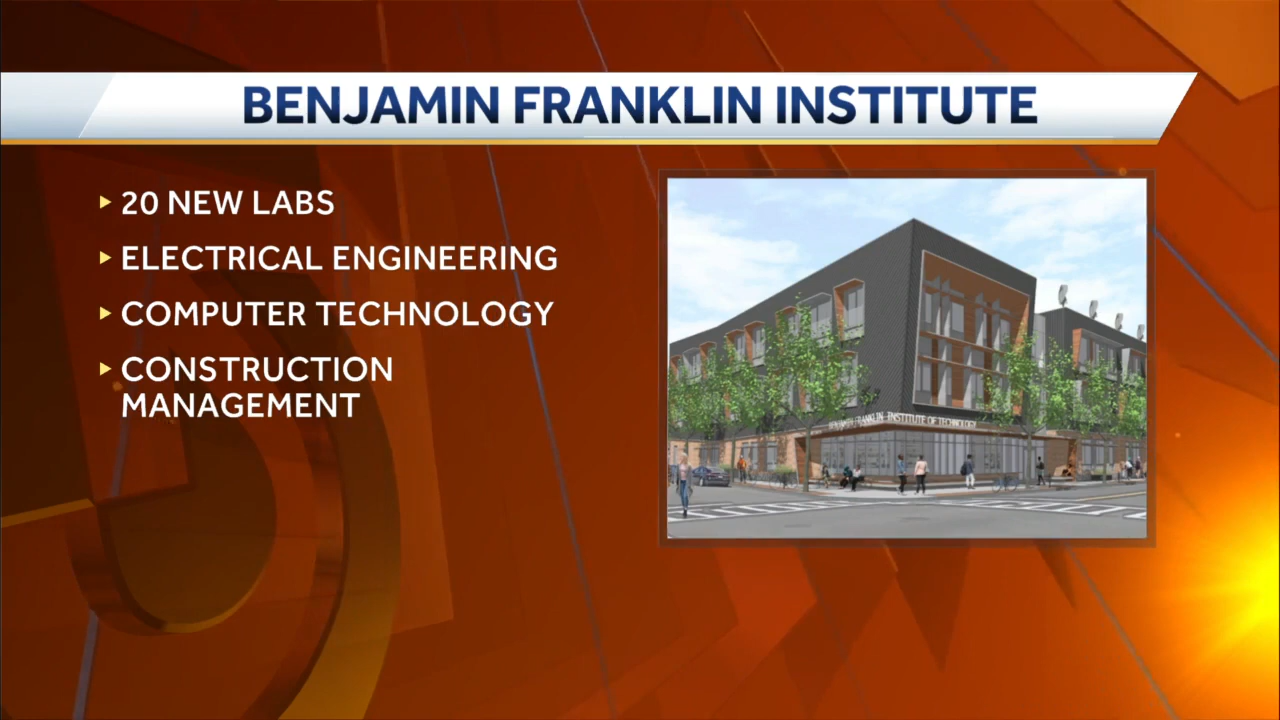 BENJAMIN FRANKLIN INSTITUTE
20 NEW LABS
ELECTRICAL ENGINEERING
COMPUTER TECHNOLOGY
CONSTRUCTION
MANAGEMENT
BENJAMIN FRANKLIN INSTITUTE OF TECHNOLOGY